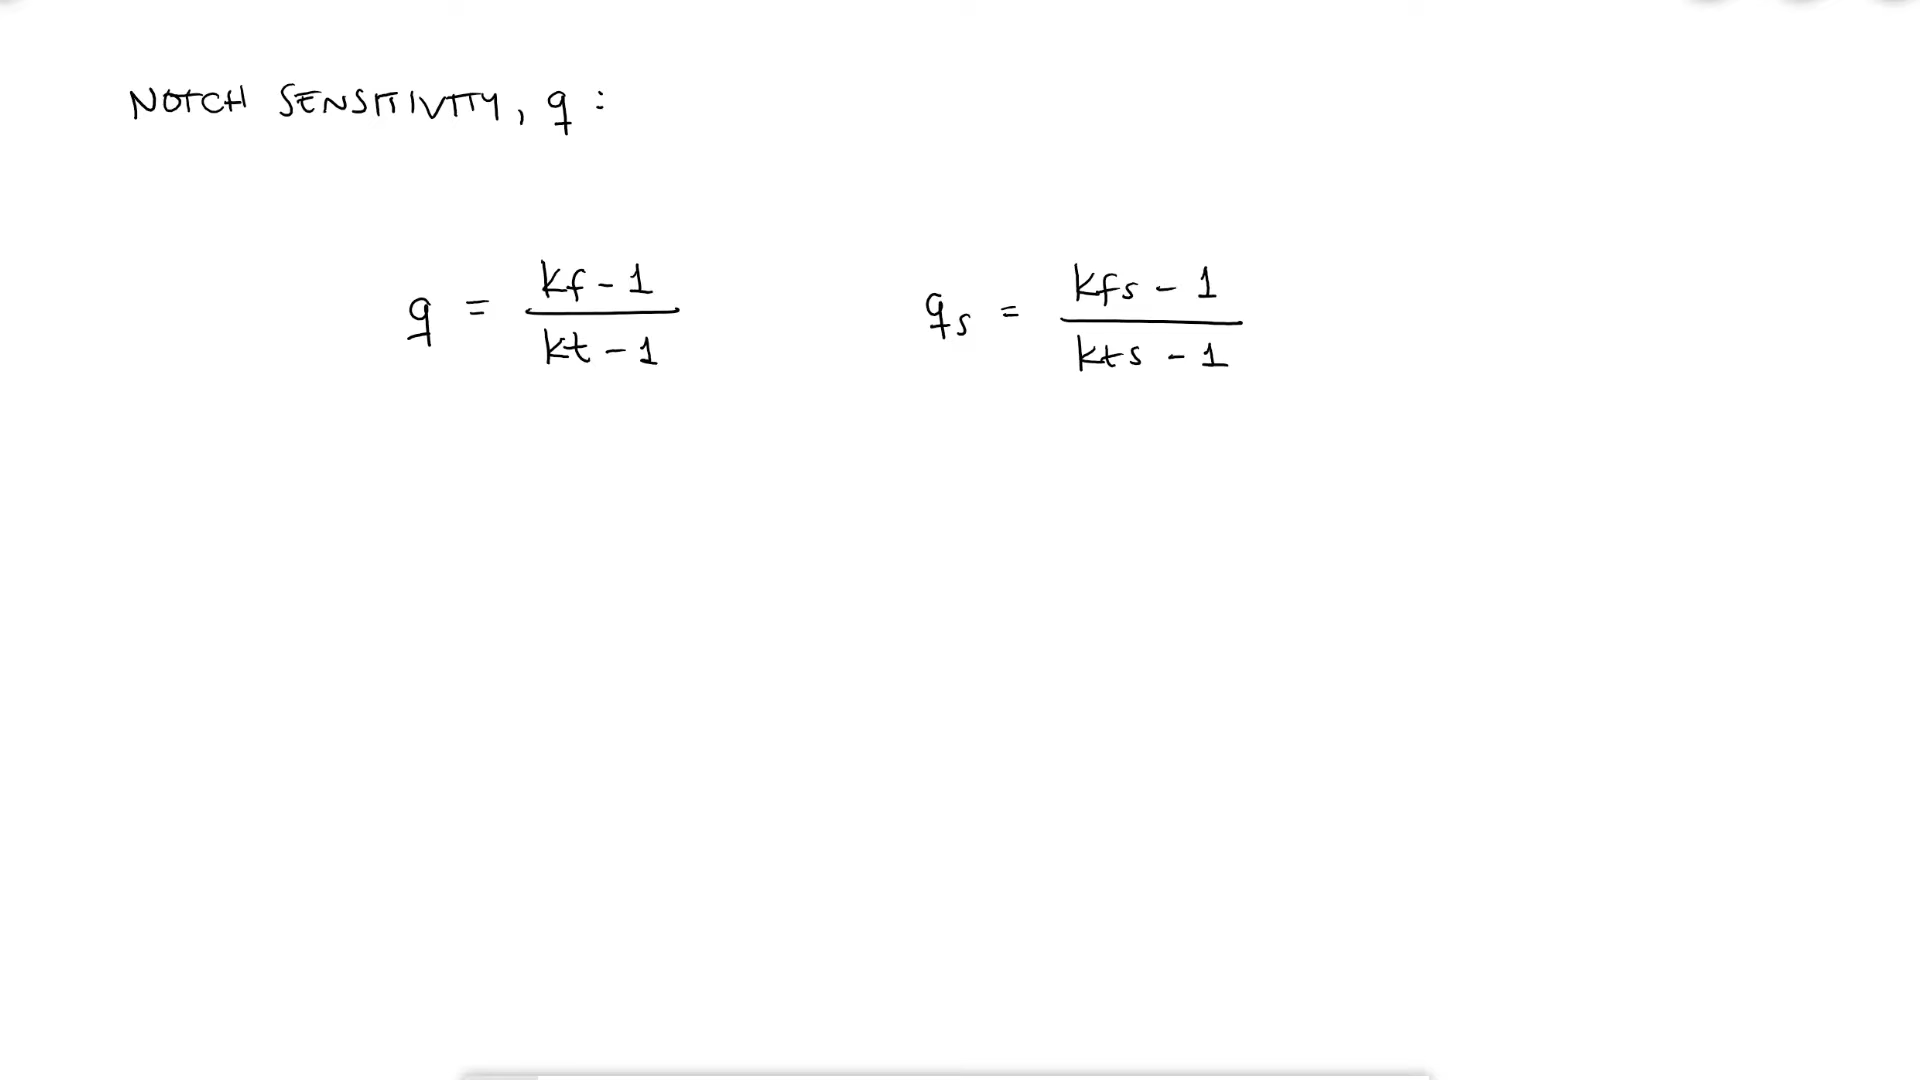 NOTCH SENSITIVITY, q :
q = kf - 1 / kt - 1    qs = kfs - 1 / kts - 1